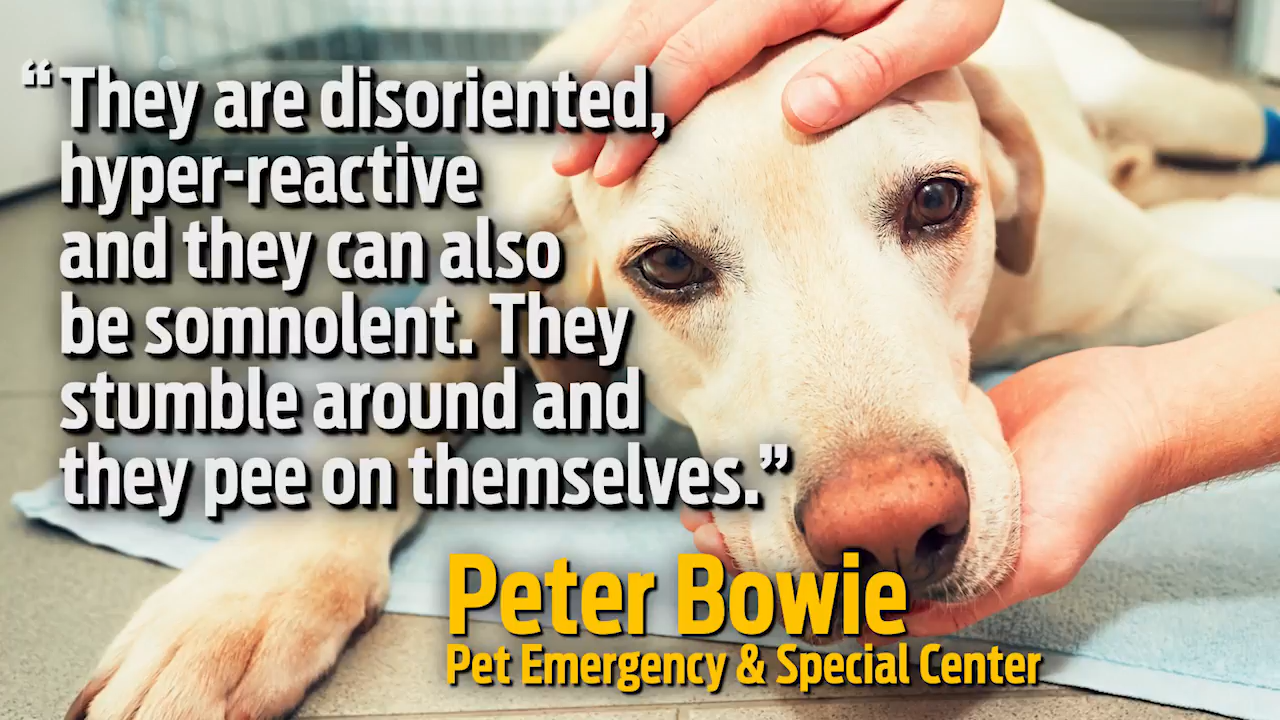 “They are disoriented,
hyper-reactive
and they can also
be somnolent. They
stumble around and
they pee on themselves.”
Peter Bowie
Pet Emergency & Special Center